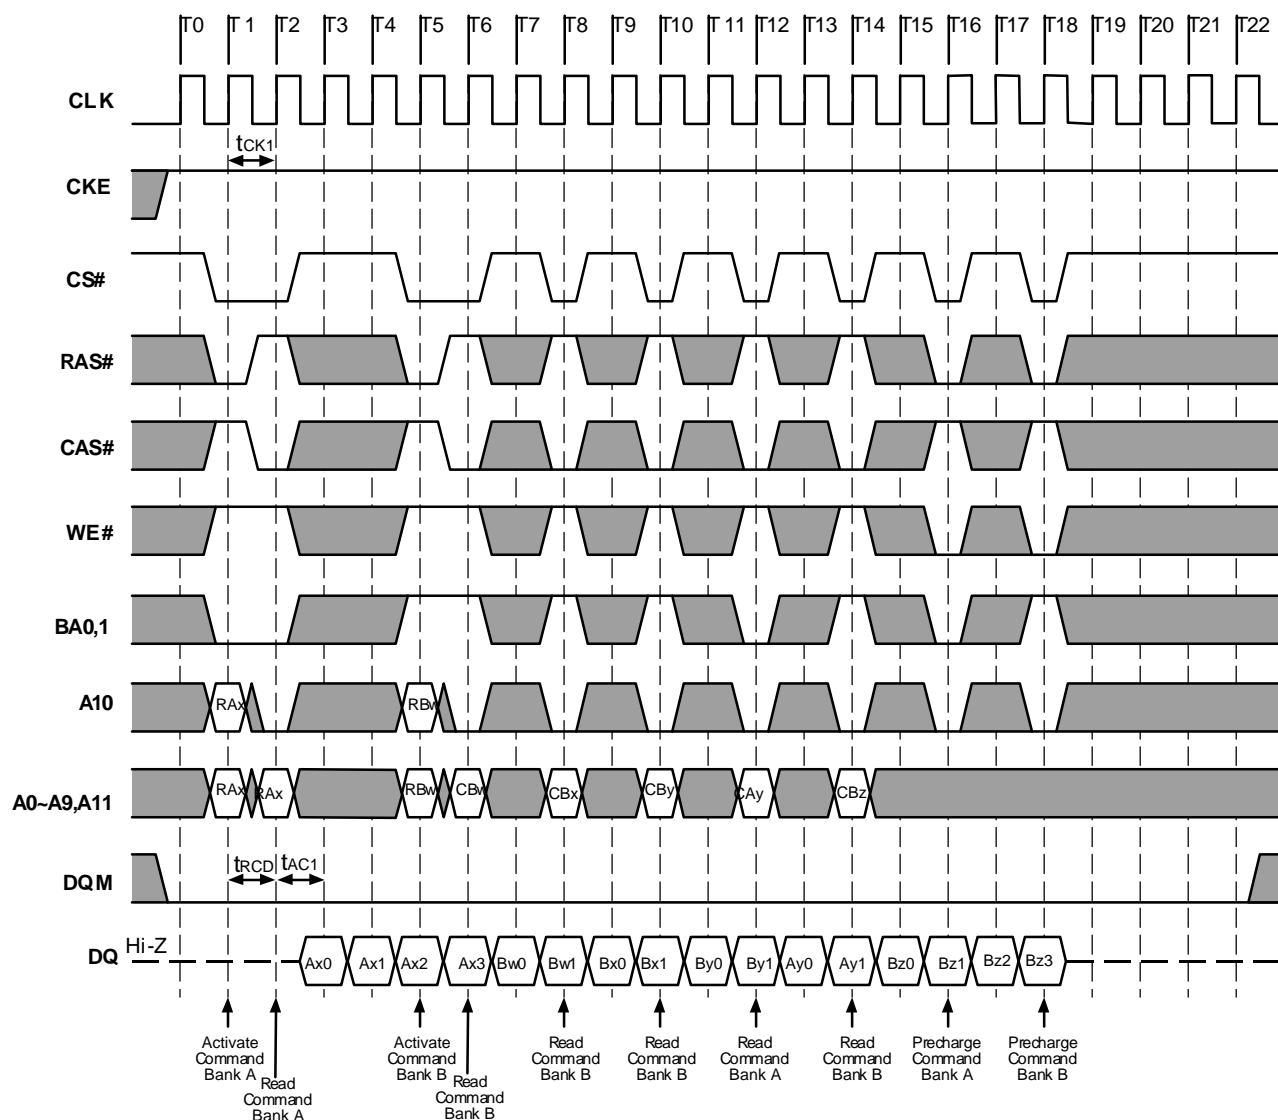 T0 T 1 T2 T3 T4 T5 T6 T7 T8 T9 T10 T 11 T12 T13 T14 T15 T16 T17 T18 T19 T20 T21 T22
CLK
tCK1
CKE
CS#
RAS#
CAS#
WE#
BA0,1
A10
RAx RBw
A0~A9,A11
RAx RAx RBw CBw CBx CBy CAy CBz
DQM
tRCD tAC1
DQ
Hi-Z
Ax0 Ax1 Ax2 Ax3 Bw0 Bw1 Bx0 Bx1 By0 By1 Ay0 Ay1 Bz0 Bz1 Bz2 Bz3
Activate
Command
Bank A
Read
Command
Bank A
Activate
Command
Bank B
Read
Command
Bank B
Read
Command
Bank B
Read
Command
Bank B
Read
Command
Bank A
Read
Command
Bank B
Precharge
Command
Bank A
Precharge
Command
Bank B